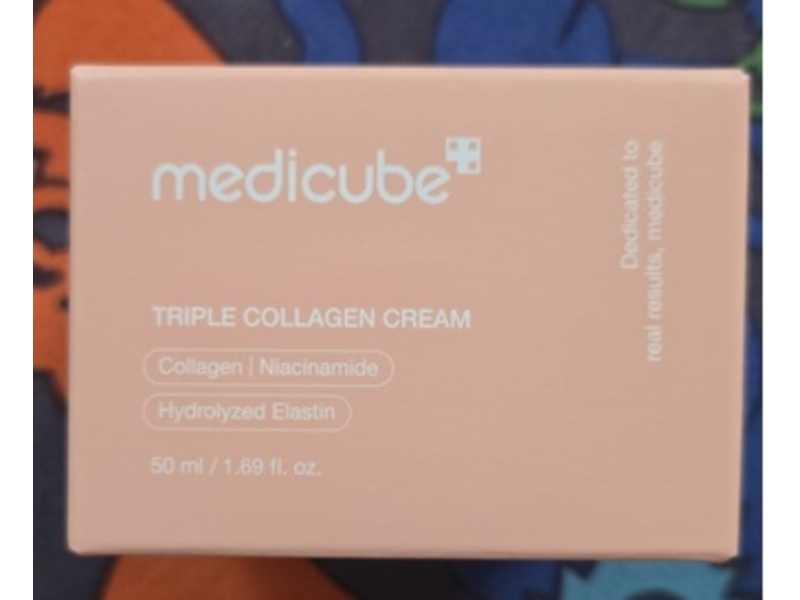 medicube
TRIPLE COLLAGEN CREAM
Collagen | Niacinamide
Hydrolyzed Elastin
50 ml / 1.69 fl. oz.
Dedicated to
real results, medicube